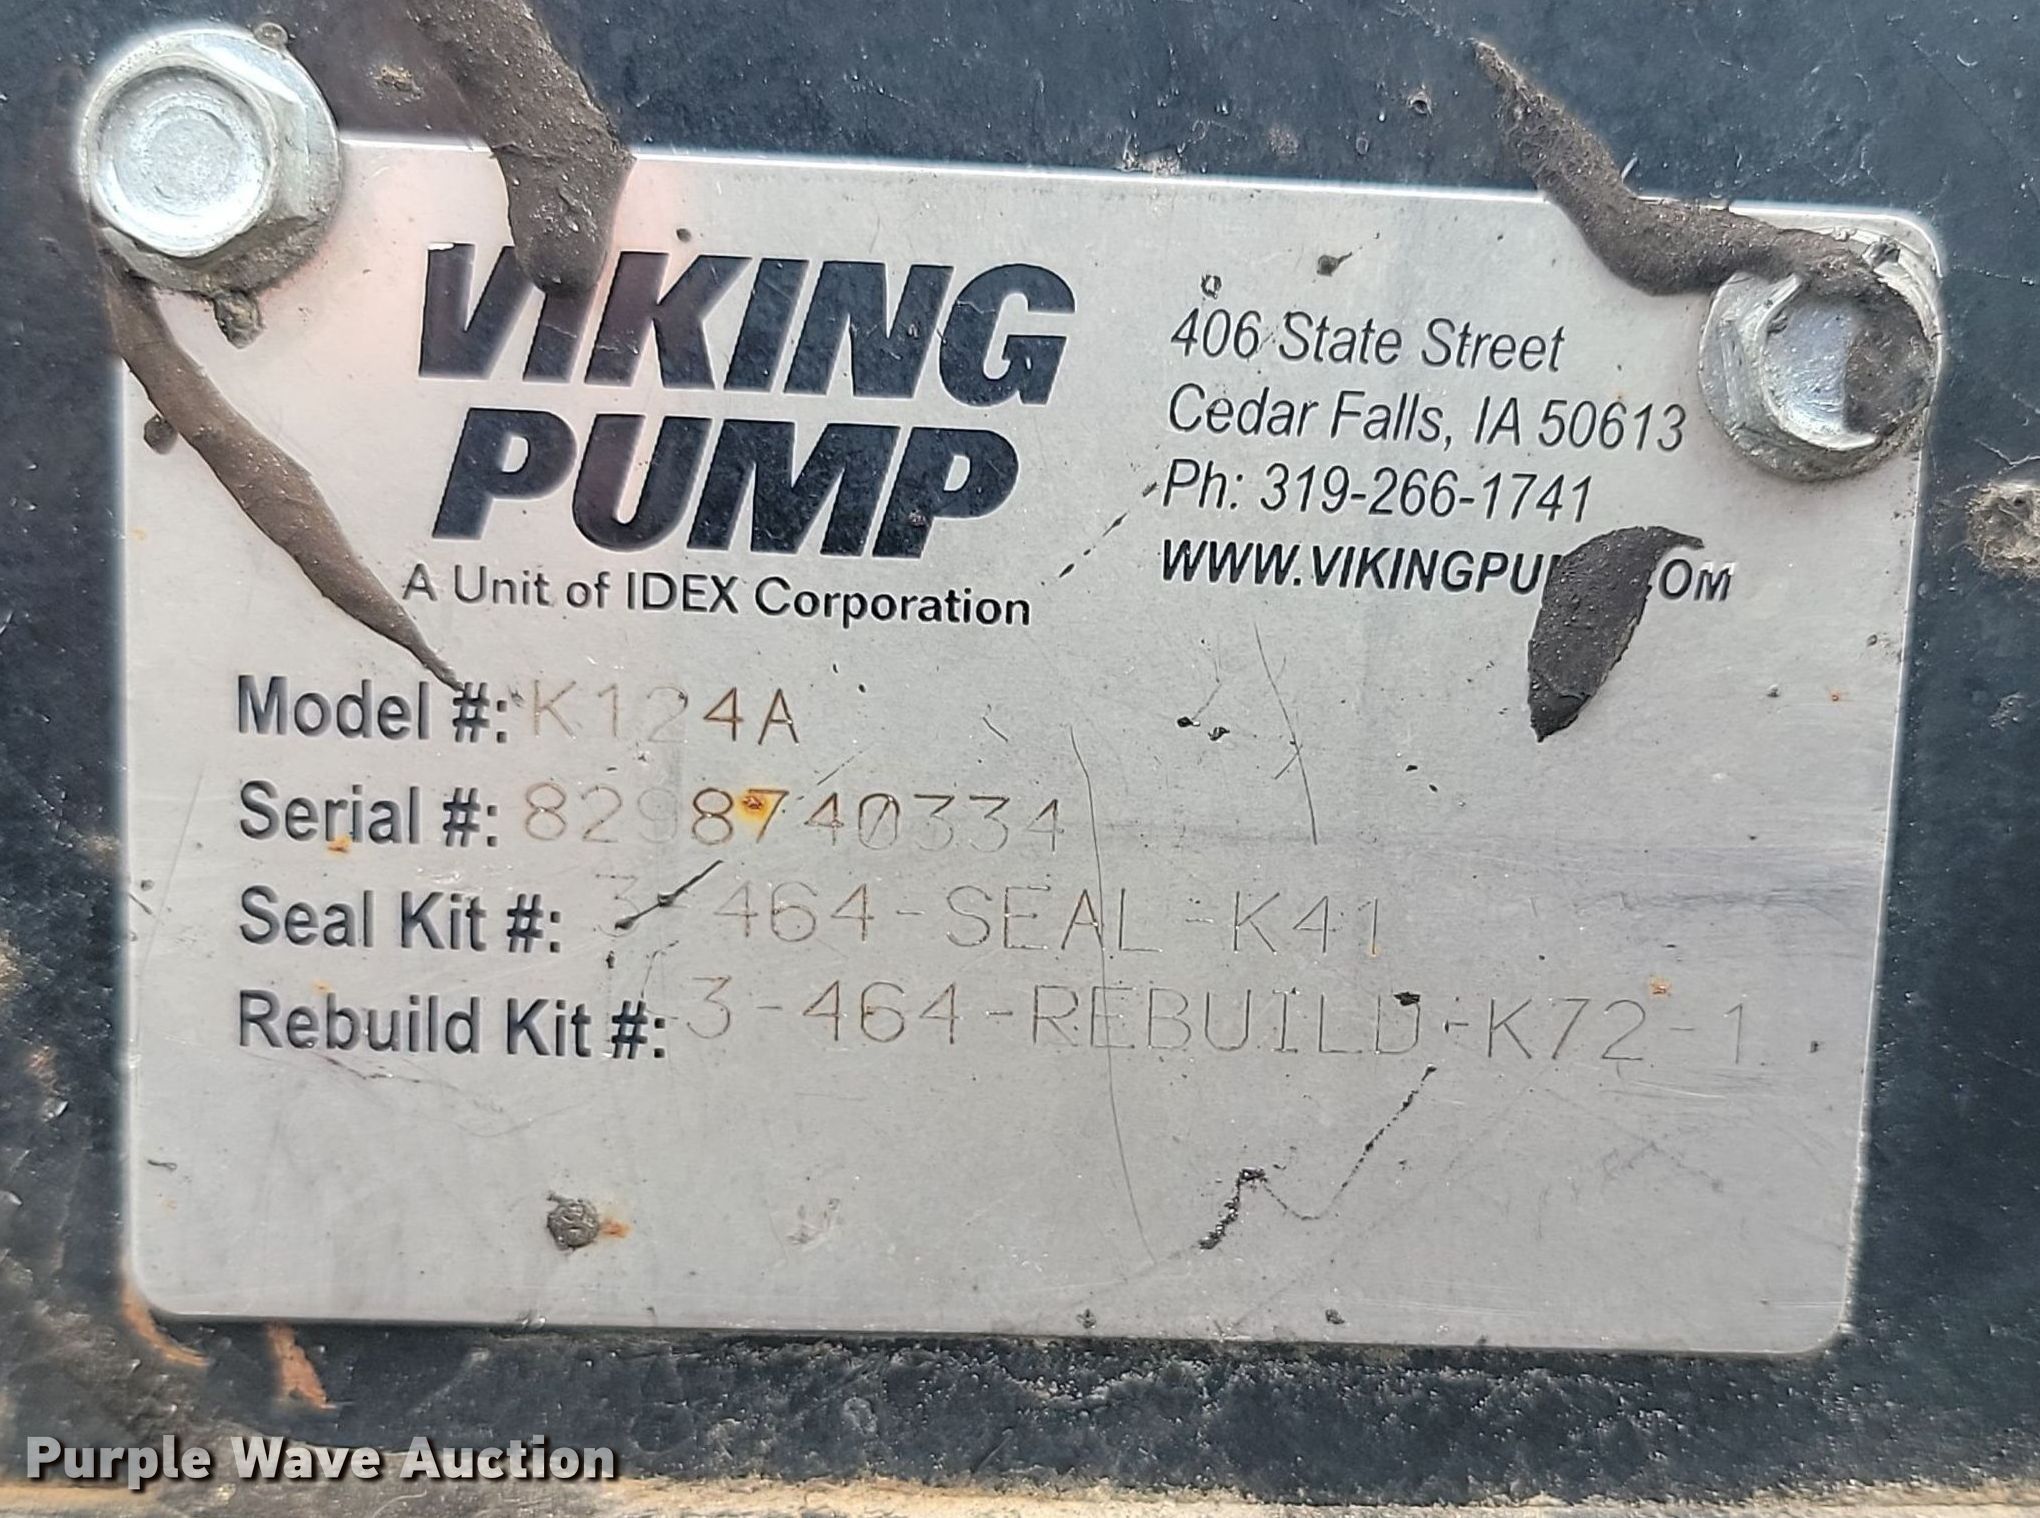 VIKING
PUMP
A Unit of IDEX Corporation
406 State Street
Cedar Falls, IA 50613
Ph: 319-266-1741
Model #: K124A
Serial #: 8298740334
Seal Kit #: 3-464-SEAL-K41
Rebuild Kit #: 3-464-REBUILD-K72-1
Purple Wave Auction